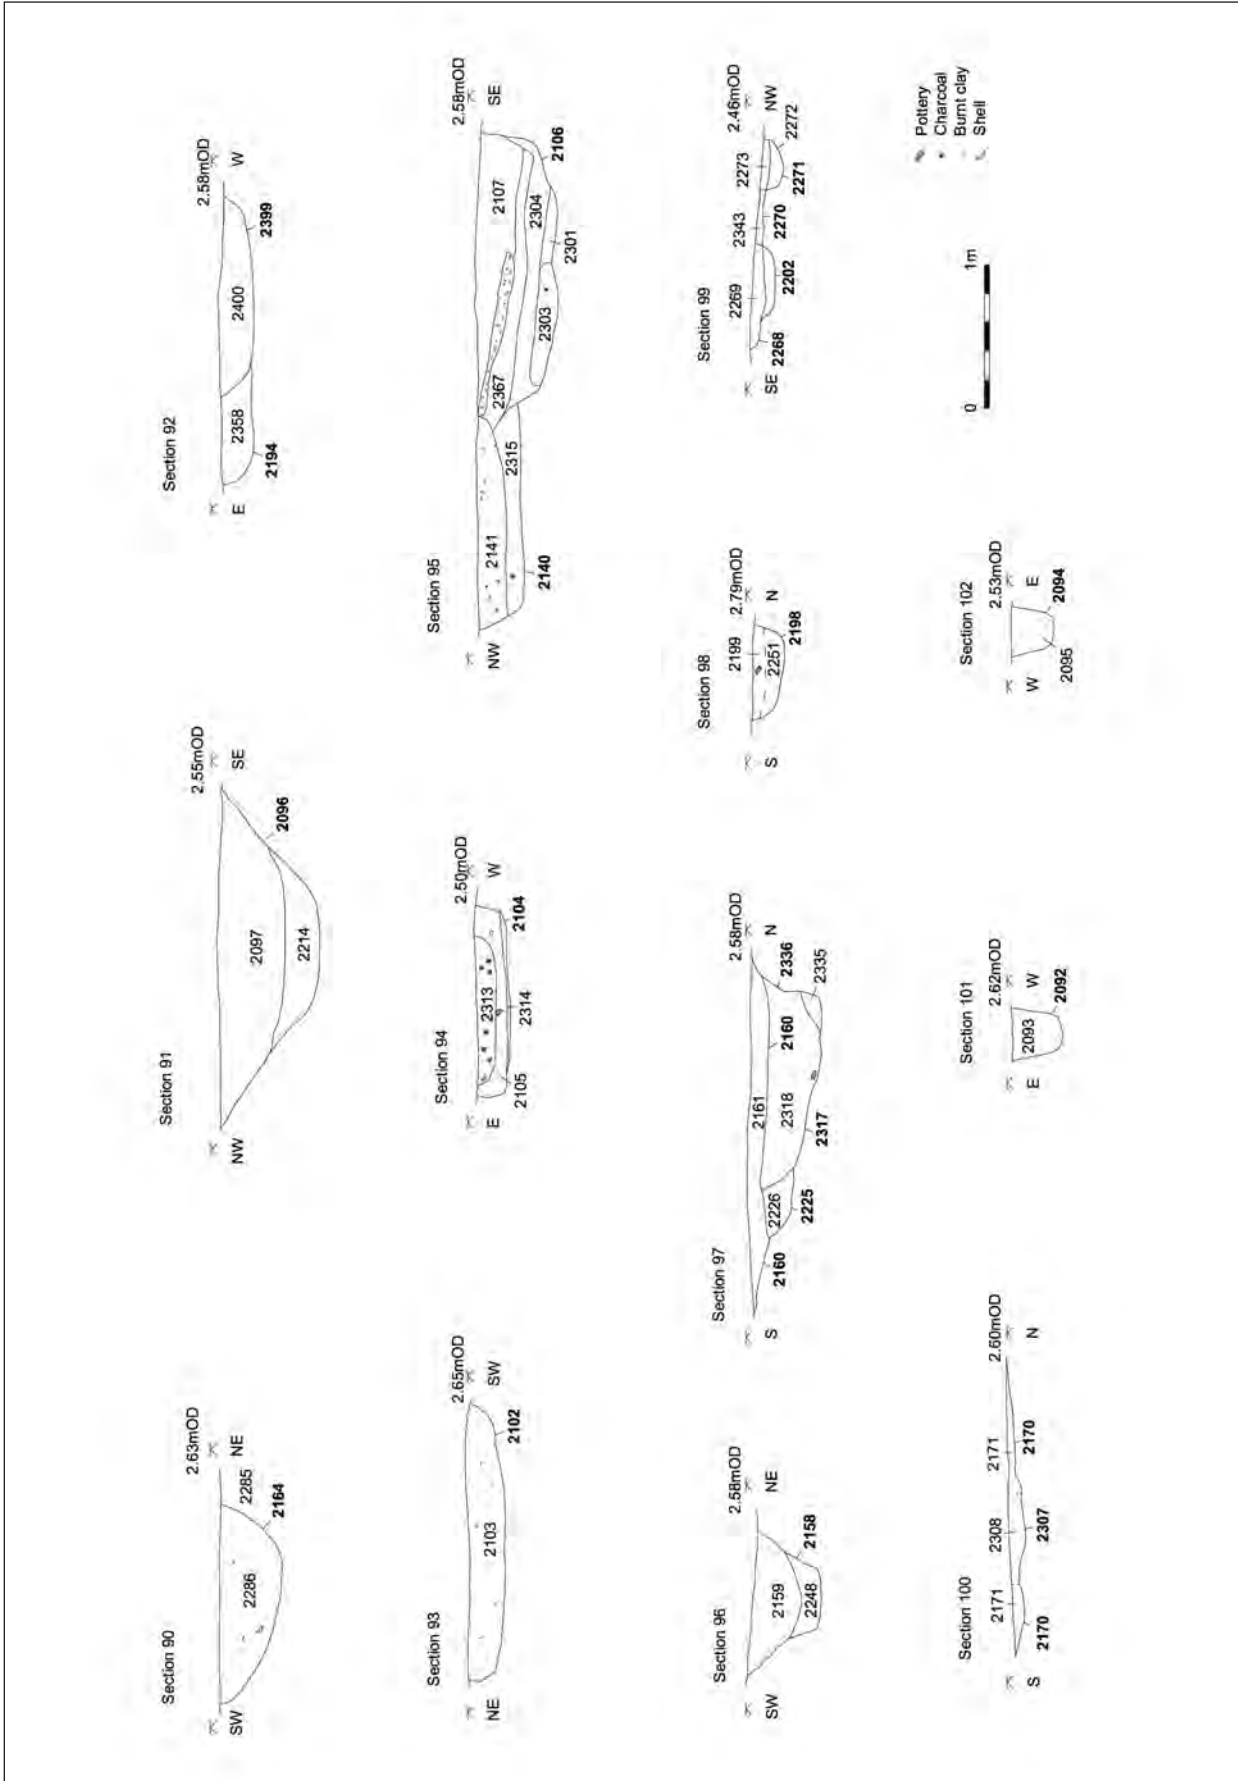 Section 90
2.63mOD
SW
NE
2285
2286
2164
Section 91
2.55mOD
NW
SE
2097
2096
2214
Section 92
2.58mOD
E
W
2358
2400
2194
2399
Section 93
2.65mOD
NE
SW
2103
2102
Section 94
2.50mOD
E
W
2313
2105
2314
2104
Section 95
2.58mOD
NW
SE
2141
2367
2107
2315
2304
2303
2140
2301
2106
Section 96
2.58mOD
SW
NE
2159
2158
2248
Section 97
2.58mOD
S
N
2161
2160
2226
2318
2160
2336
2225
2317
2335
Section 98
2.79mOD
S
N
2199
2251
2198
Section 99
2.46mOD
SE
NW
2269
2343
2273
2268
2202
2270
2271
2272
Section 100
2.60mOD
S
N
2171
2308
2171
2170
2307
2170
Section 101
2.62mOD
E
W
2093
2092
Section 102
2.53mOD
W
E
2095
2094
0
1m
Pottery
Charcoal
Burnt clay
Shell